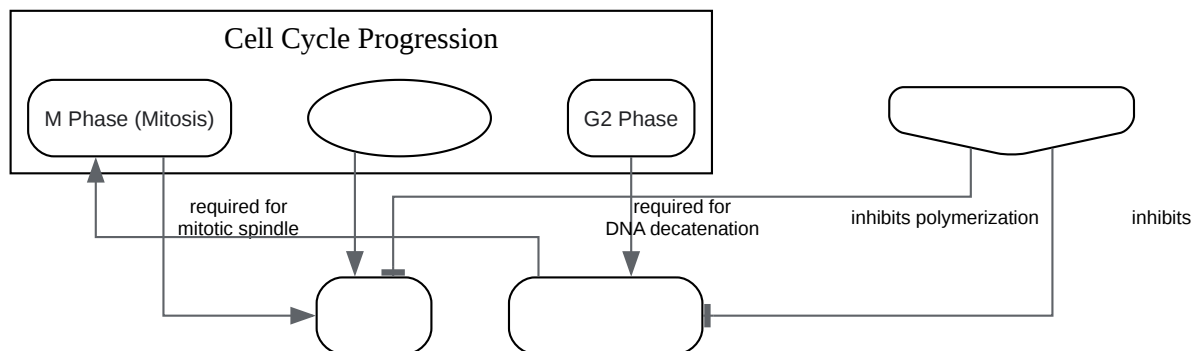 Cell Cycle Progression
M Phase (Mitosis)
G2 Phase
required for
mitotic spindle
required for
DNA decatenation
inhibits polymerization
inhibits